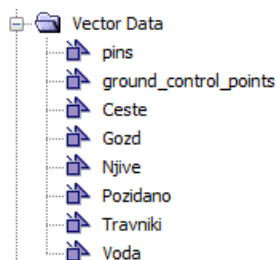 Vector Data
pins
ground_control_points
Ceste
Gozd
Njive
Pozidano
Travniki
Voda